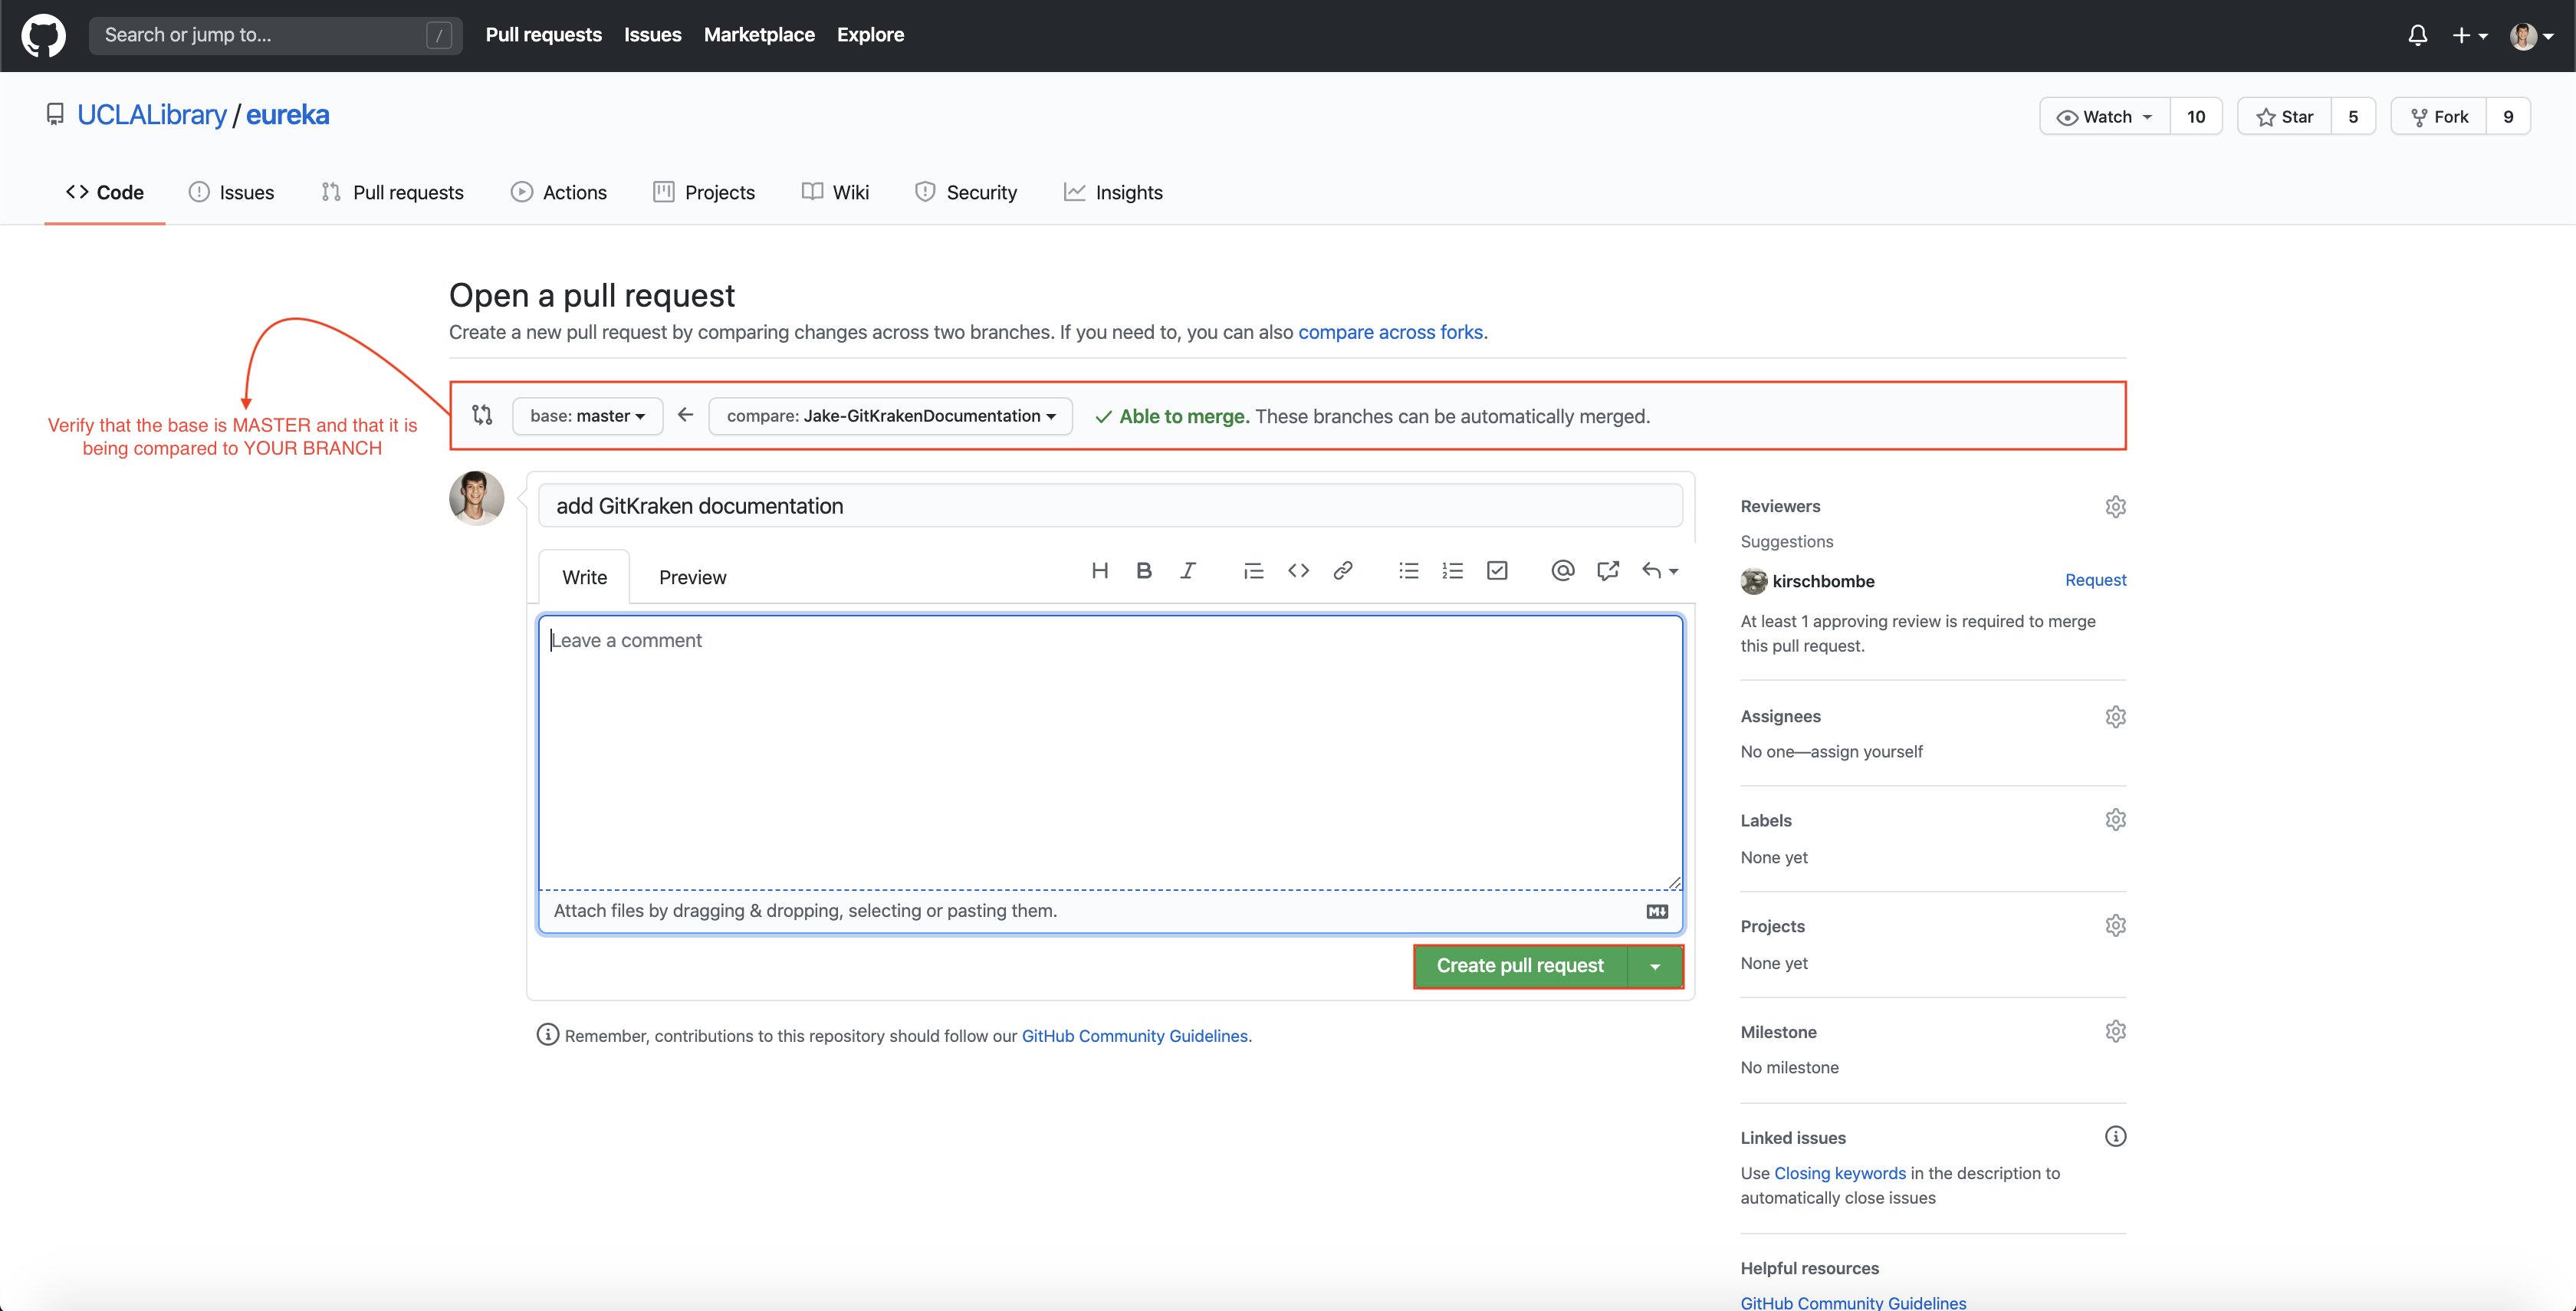 Search or jump to... /
Pull requests Issues Marketplace Explore
UCLALibrary / eureka
Watch 10 Star 5 Fork 9
Code Issues Pull requests Actions Projects Wiki Security Insights
Open a pull request
Create a new pull request by comparing changes across two branches. If you need to, you can also compare across forks.
Verify that the base is MASTER and that it is
being compared to YOUR BRANCH
base: master compare: Jake-GitKrakenDocumentation Able to merge. These branches can be automatically merged.
add GitKraken documentation
Write Preview
Leave a comment
Attach files by dragging & dropping, selecting or pasting them.
Create pull request
Remember, contributions to this repository should follow our GitHub Community Guidelines.
Reviewers
Suggestions
kirschbombe Request
At least 1 approving review is required to merge
this pull request.
Assignees
No one—assign yourself
Labels
None yet
Projects
None yet
Milestone
No milestone
Linked issues
Use Closing keywords in the description to
automatically close issues
Helpful resources
GitHub Community Guidelines